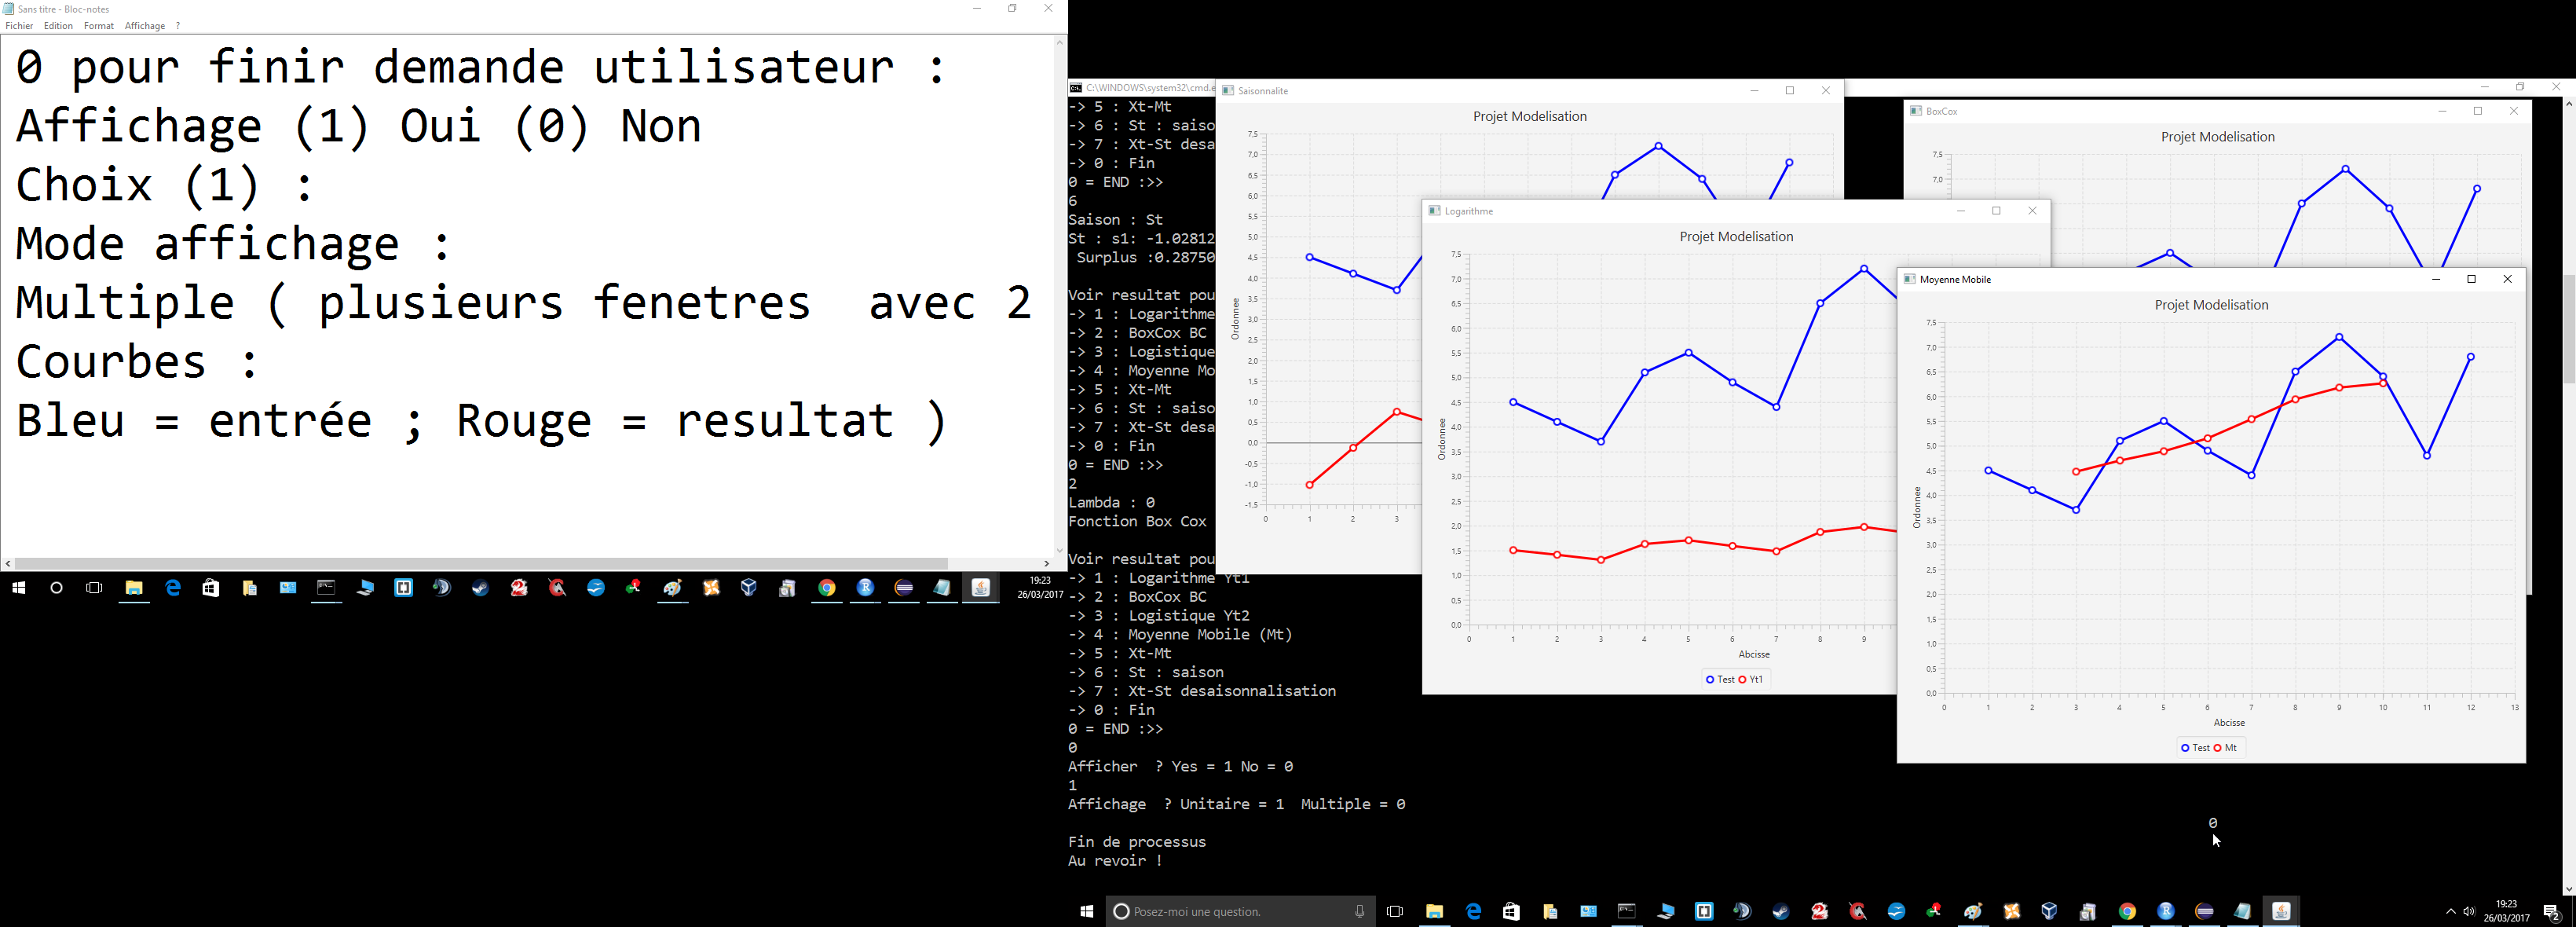 Sans titre - Bloc-notes
Fichier Edition Format Affichage ?
0 pour finir demande utilisateur :
Affichage (1) Oui (0) Non
Choix (1) :
Mode affichage :
Multiple ( plusieurs fenetres  avec 2
Courbes :
Bleu = entrée ; Rouge = resultat )
19:23
26/03/2017
C:\WINDOWS\system32\cmd.e
-> 5 : Xt-Mt
-> 6 : St : saiso
-> 7 : Xt-St desa
-> 0 : Fin
0 = END :>>
6
Saison : St
St : s1: -1.02812
Surplus :0.28750
Voir resultat pou
-> 1 : Logarithme
-> 2 : BoxCox BC
-> 3 : Logistique
-> 4 : Moyenne Mo
-> 5 : Xt-Mt
-> 6 : St : saiso
-> 7 : Xt-St desa
-> 0 : Fin
0 = END :>>
2
Lambda : 0
Fonction Box Cox
Voir resultat pou
-> 1 : Logarithme Yt1
-> 2 : BoxCox BC
-> 3 : Logistique Yt2
-> 4 : Moyenne Mobile (Mt)
-> 5 : Xt-Mt
-> 6 : St : saison
-> 7 : Xt-St desaisonnalisation
-> 0 : Fin
0 = END :>>
0
Afficher  ? Yes = 1 No = 0
1
Affichage  ? Unitaire = 1  Multiple = 0
0
Fin de processus
Au revoir !
Saisonnalite
Projet Modelisation
7,5
7,0
6,5
6,0
5,5
5,0
4,5
4,0
3,5
3,0
2,5
2,0
1,5
1,0
0,5
0,0
-0,5
-1,0
-1,5
Ordonnee
0 1 2 3
BoxCox
Projet Modelisation
7,5
7,0
Logarithme
Projet Modelisation
7,5
7,0
6,5
6,0
5,5
5,0
4,5
4,0
3,5
3,0
2,5
2,0
1,5
1,0
0,5
0,0
Ordonnee
0 1 2 3 4 5 6 7 8 9
Abcisse
Test Yt1
Moyenne Mobile
Projet Modelisation
7,5
7,0
6,5
6,0
5,5
5,0
4,5
4,0
3,5
3,0
2,5
2,0
1,5
1,0
0,5
0,0
Ordonnee
0 1 2 3 4 5 6 7 8 9 10 11 12 13
Abcisse
Test Mt
Posez-moi une question.
19:23
26/03/2017
2